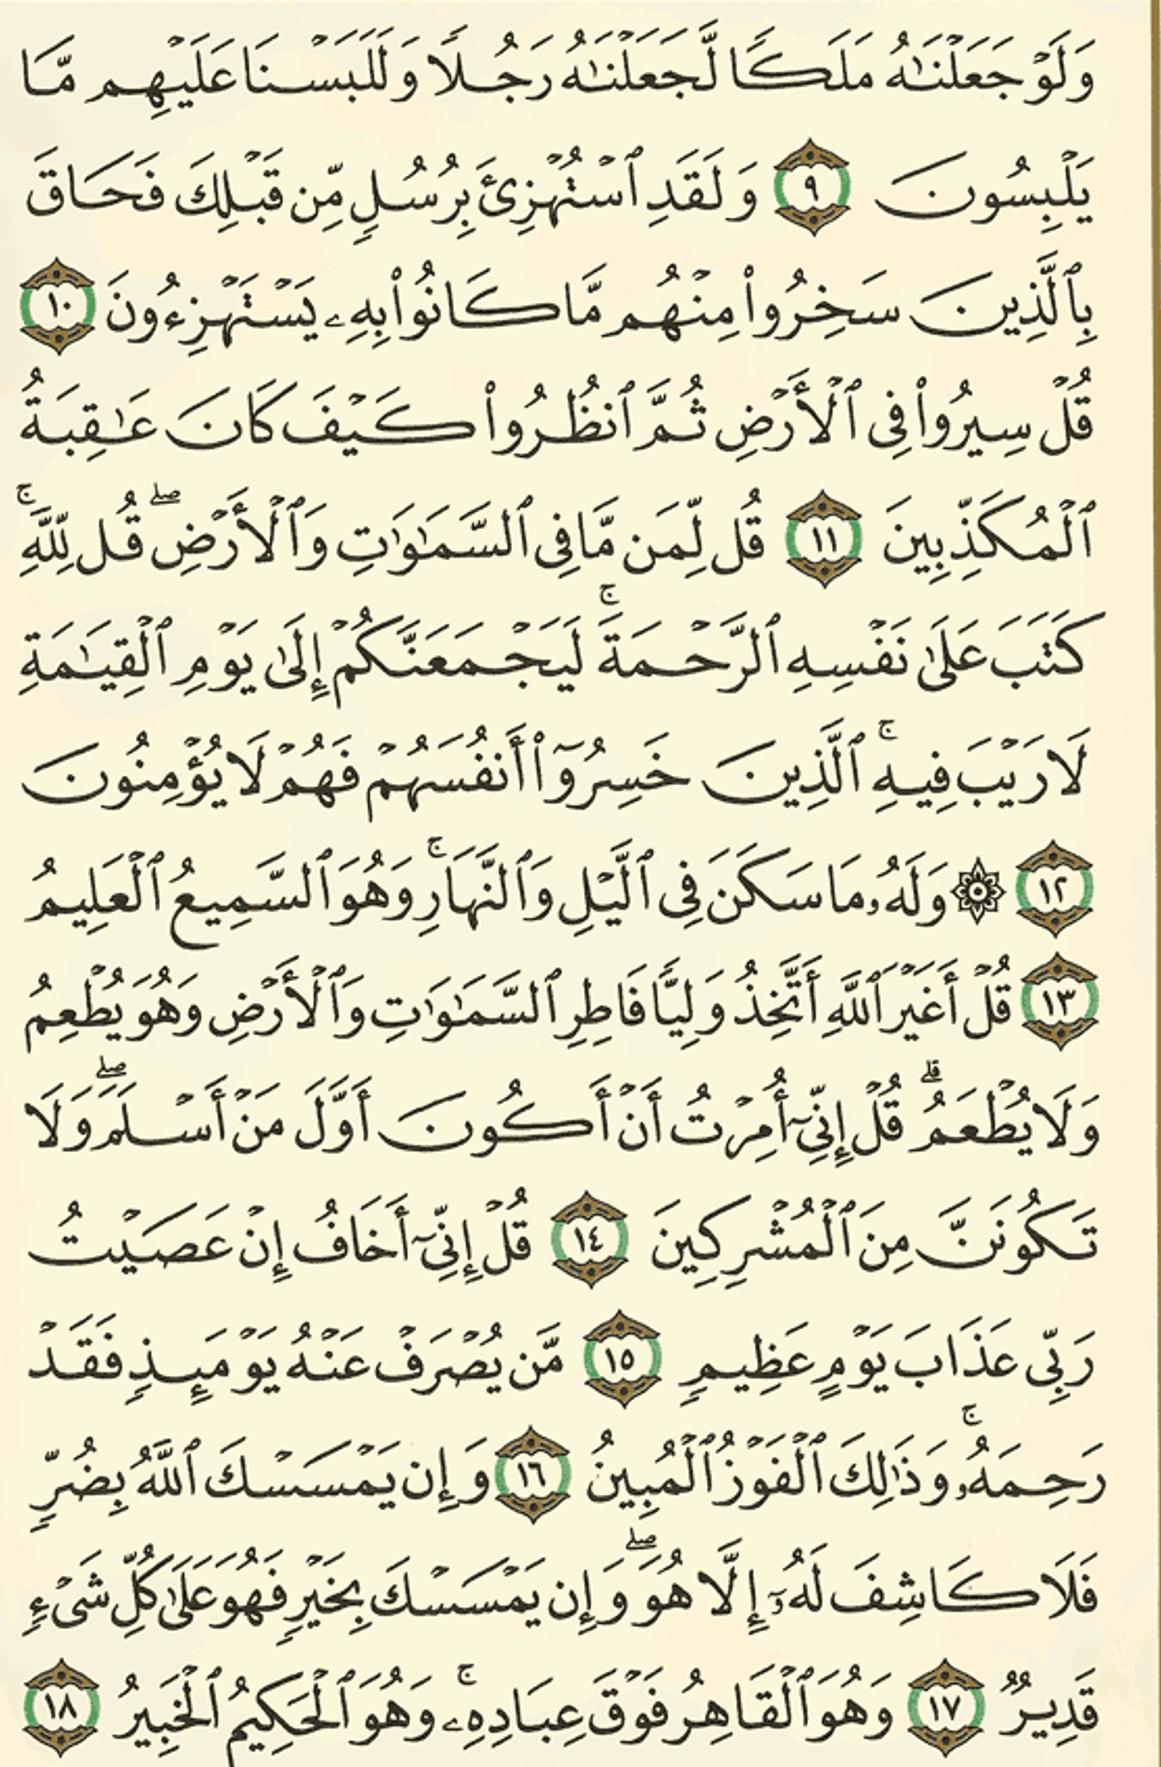 وَلَوْ جَعَلْنَـٰهُ مَلَكًا لَّجَعَلْنَـٰهُ رَجُلًا وَلَلَبَسْنَا عَلَيْهِم مَّا
يَلْبِسُونَ ٩ وَلَقَدِ ٱسْتُهْزِئَ بِرُسُلٍ مِّن قَبْلِكَ فَحَاقَ
بِٱلَّذِينَ سَخِرُوا۟ مِنْهُم مَّا كَانُوا۟ بِهِۦ يَسْتَهْزِءُونَ ١٠
قُلْ سِيرُوا۟ فِى ٱلْأَرْضِ ثُمَّ ٱنظُرُوا۟ كَيْفَ كَانَ عَـٰقِبَةُ
ٱلْمُكَذِّبِينَ ١١ قُل لِّمَن مَّا فِى ٱلسَّمَـٰوَٰتِ وَٱلْأَرْضِ ۖ قُل لِّلَّهِ ۚ
كَتَبَ عَلَىٰ نَفْسِهِ ٱلرَّحْمَةَ ۚ لَيَجْمَعَنَّكُمْ إِلَىٰ يَوْمِ ٱلْقِيَـٰمَةِ
لَا رَيْبَ فِيهِ ۚ ٱلَّذِينَ خَسِرُوٓا۟ أَنفُسَهُمْ فَهُمْ لَا يُؤْمِنُونَ
١٢ ۞ وَلَهُۥ مَا سَكَنَ فِى ٱلَّيْلِ وَٱلنَّهَارِ ۚ وَهُوَ ٱلسَّمِيعُ ٱلْعَلِيمُ
١٣ قُلْ أَغَيْرَ ٱللَّهِ أَتَّخِذُ وَلِيًّا فَاطِرِ ٱلسَّمَـٰوَٰتِ وَٱلْأَرْضِ وَهُوَ يُطْعِمُ
وَلَا يُطْعَمُ ۗ قُلْ إِنِّىٓ أُمِرْتُ أَنْ أَكُونَ أَوَّلَ مَنْ أَسْلَمَ ۖ وَلَا
تَكُونَنَّ مِنَ ٱلْمُشْرِكِينَ ١٤ قُلْ إِنِّىٓ أَخَافُ إِنْ عَصَيْتُ
رَبِّى عَذَابَ يَوْمٍ عَظِيمٍ ١٥ مَّن يُصْرَفْ عَنْهُ يَوْمَئِذٍ فَقَدْ
رَحِمَهُۥ ۚ وَذَٰلِكَ ٱلْفَوْزُ ٱلْمُبِينُ ١٦ وَإِن يَمْسَسْكَ ٱللَّهُ بِضُرٍّ
فَلَا كَاشِفَ لَهُۥٓ إِلَّا هُوَ ۖ وَإِن يَمْسَسْكَ بِخَيْرٍ فَهُوَ عَلَىٰ كُلِّ شَىْءٍ
قَدِيرٌ ١٧ وَهُوَ ٱلْقَاهِرُ فَوْقَ عِبَادِهِۦ ۚ وَهُوَ ٱلْحَكِيمُ ٱلْخَبِيرُ ١٨